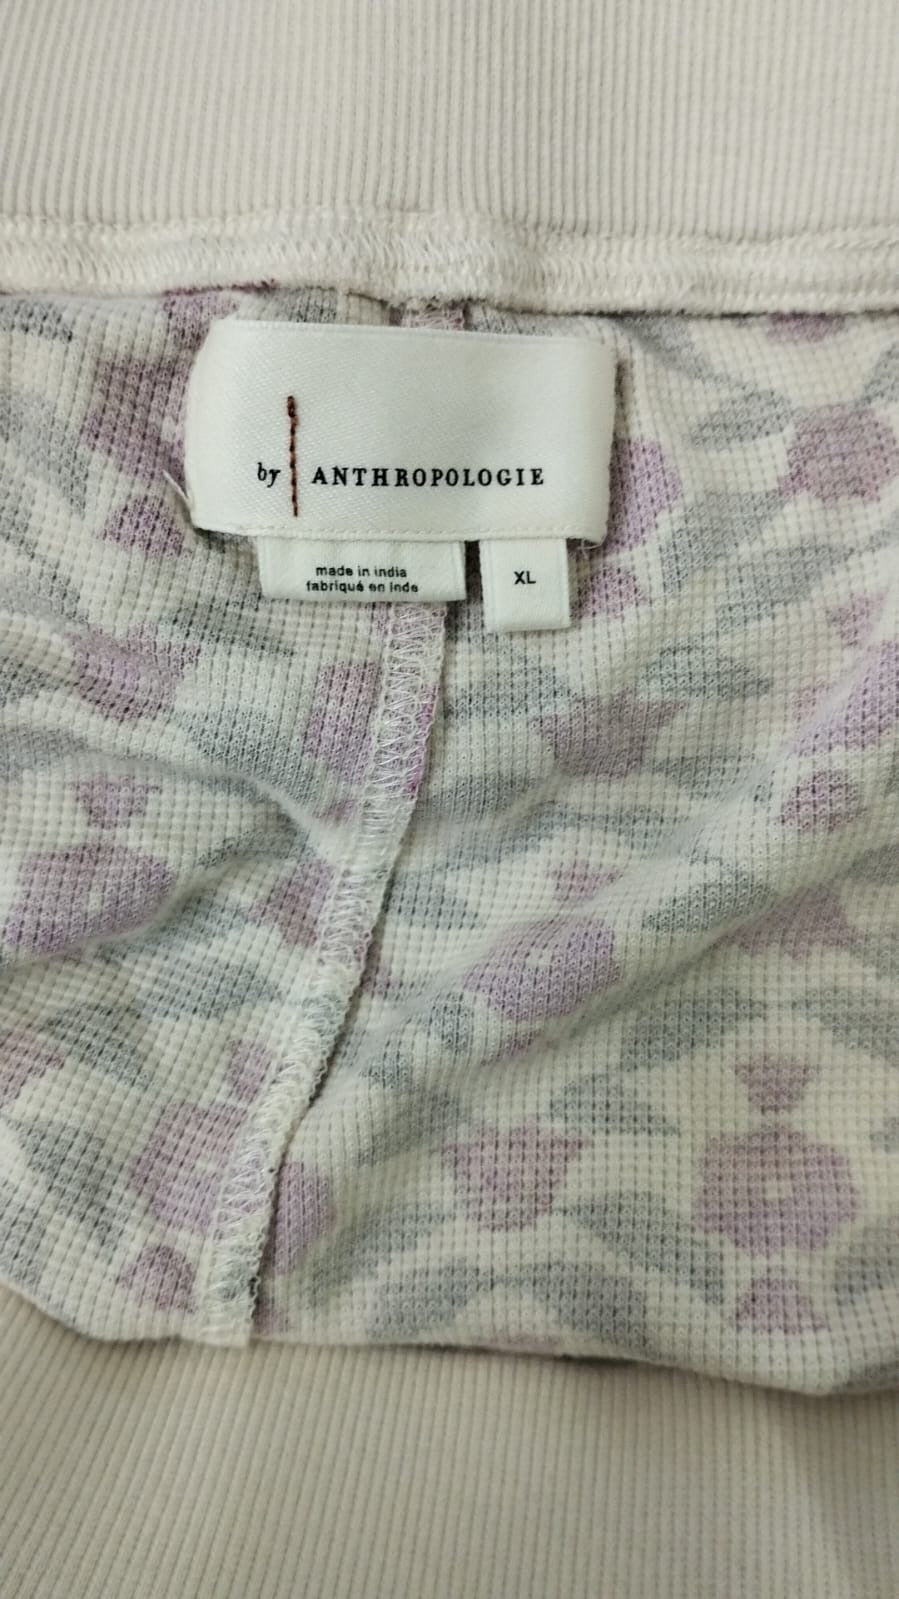 by ANTHROPOLOGIE
made in india
fabriqué en Inde
XL